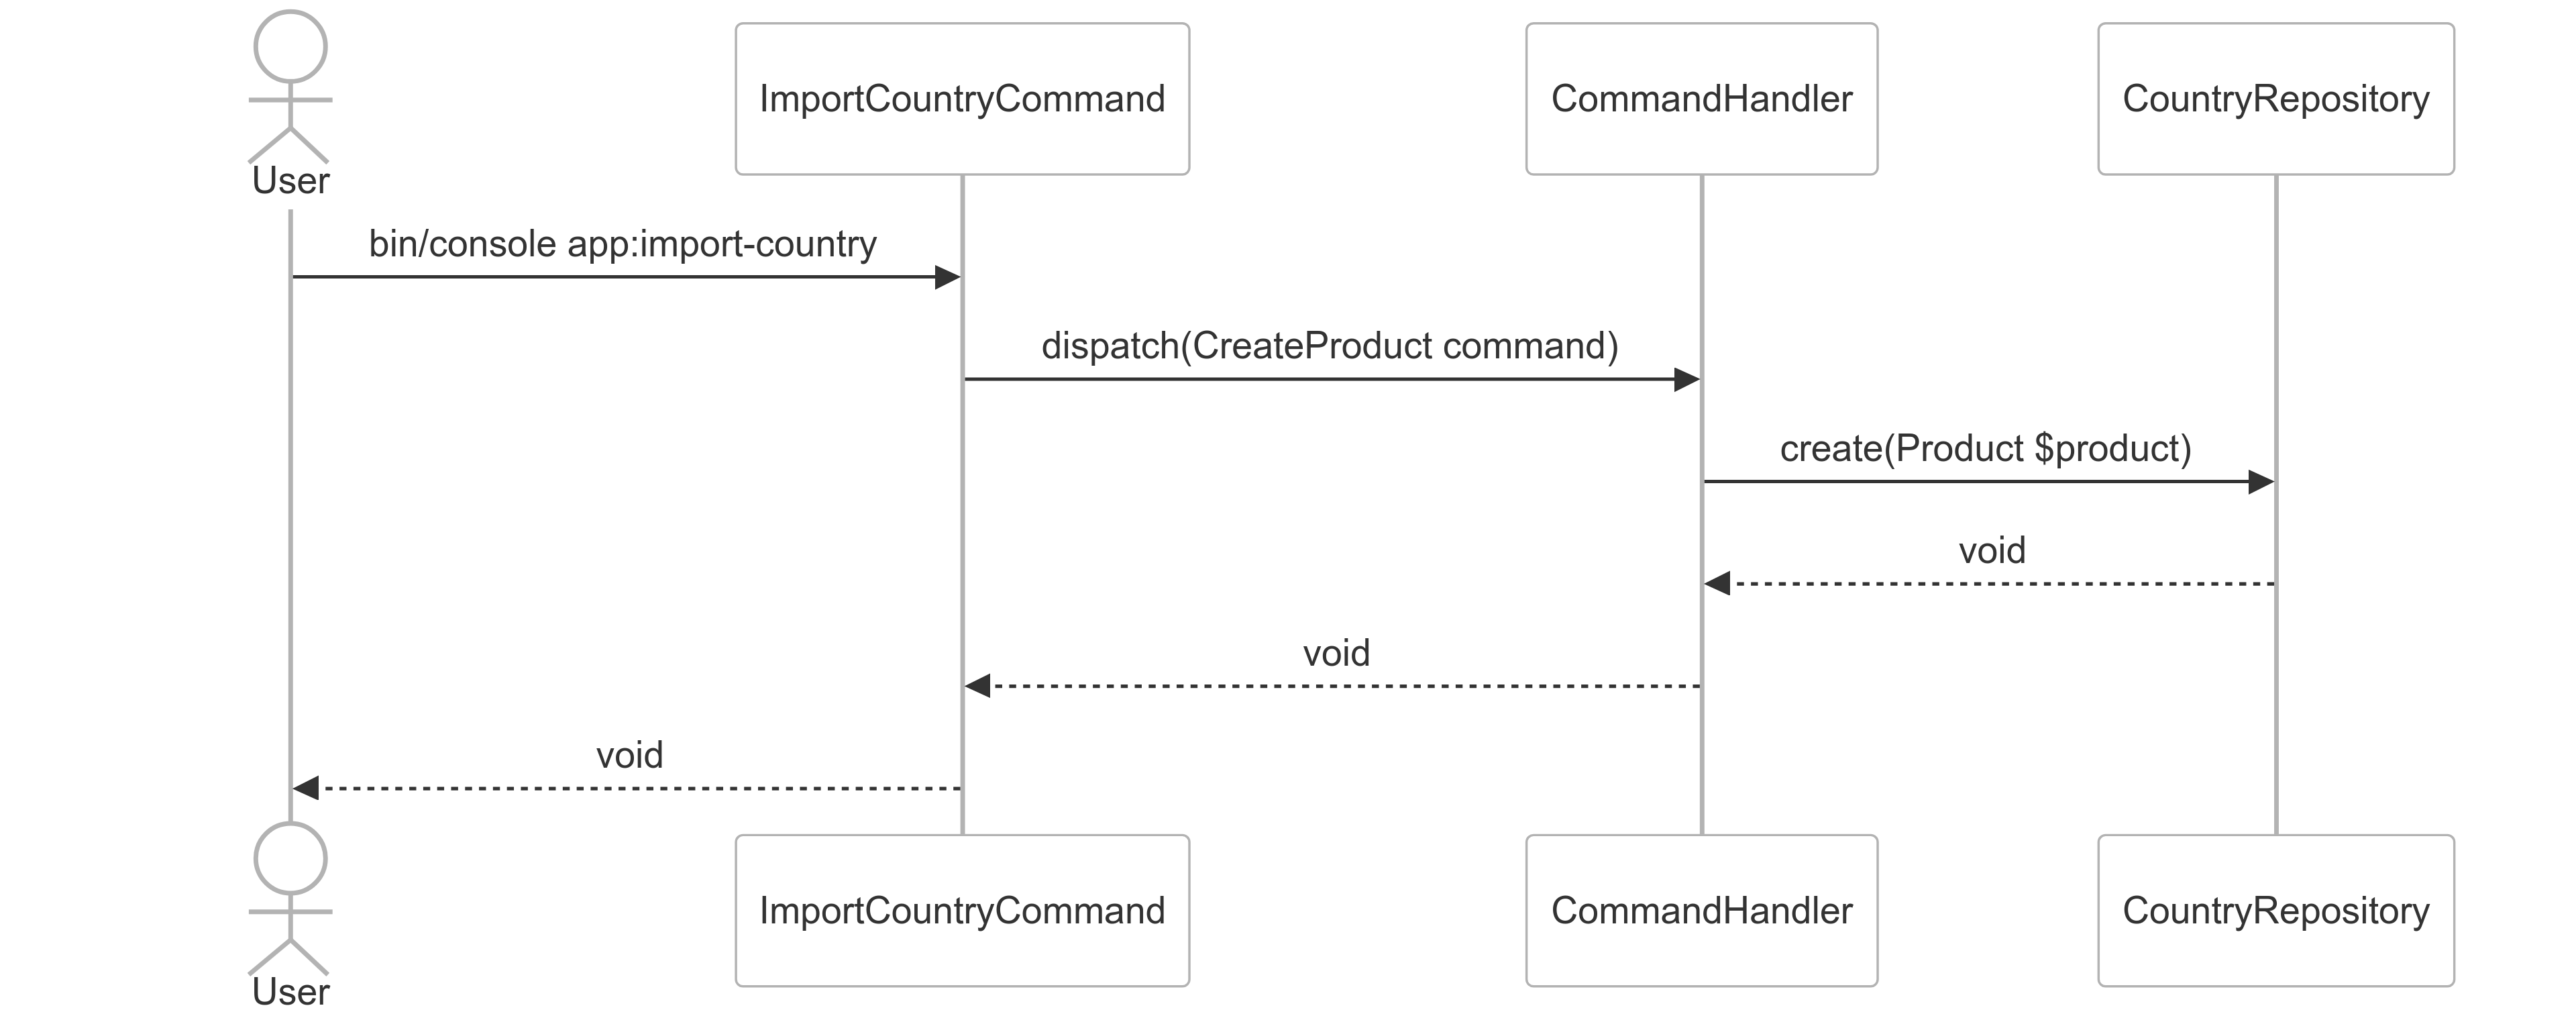 User
ImportCountryCommand
CommandHandler
CountryRepository
bin/console app:import-country
dispatch(CreateProduct command)
create(Product $product)
void
void
void
User
ImportCountryCommand
CommandHandler
CountryRepository